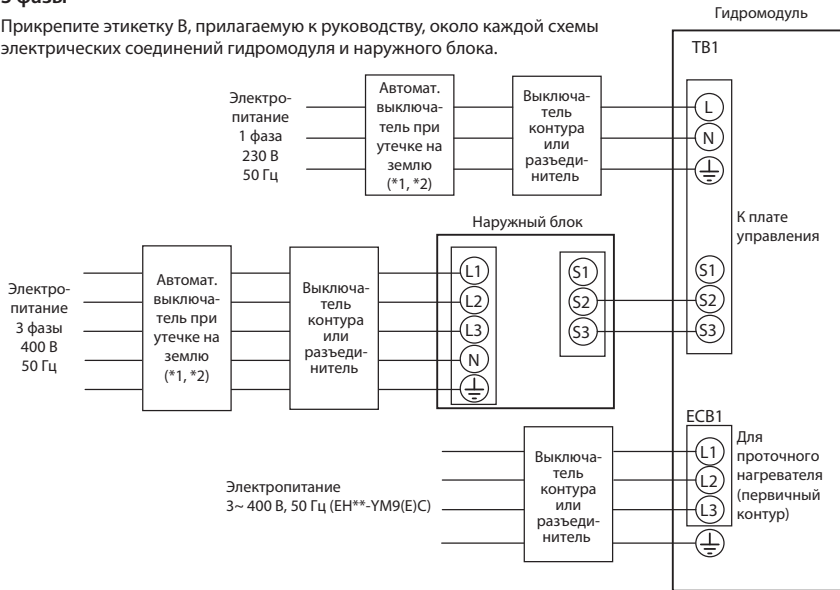 3 фазы
Прикрепите этикетку B, прилагаемую к руководству, около каждой схемы
электрических соединений гидромодуля и наружного блока.
Гидромодуль
TB1
Электро-
питание
1 фаза
230 В
50 Гц
Автомат.
выключа-
тель при
утечке на
землю
(*1, *2)
Выключа-
тель
контура
или
разъеди-
нитель
L
N
К плате
управления
S1
S2
S3
Наружный блок
Электро-
питание
3 фазы
400 В
50 Гц
Автомат.
выключа-
тель при
утечке на
землю
(*1, *2)
Выключа-
тель
контура
или
разъеди-
нитель
L1
L2
L3
N
S1
S2
S3
ECB1
Электропитание
3~ 400 В, 50 Гц (EH**-YM9(E)C)
Выключа-
тель
контура
или
разъеди-
нитель
L1
L2
L3
Для
проточного
нагревателя
(первичный
контур)